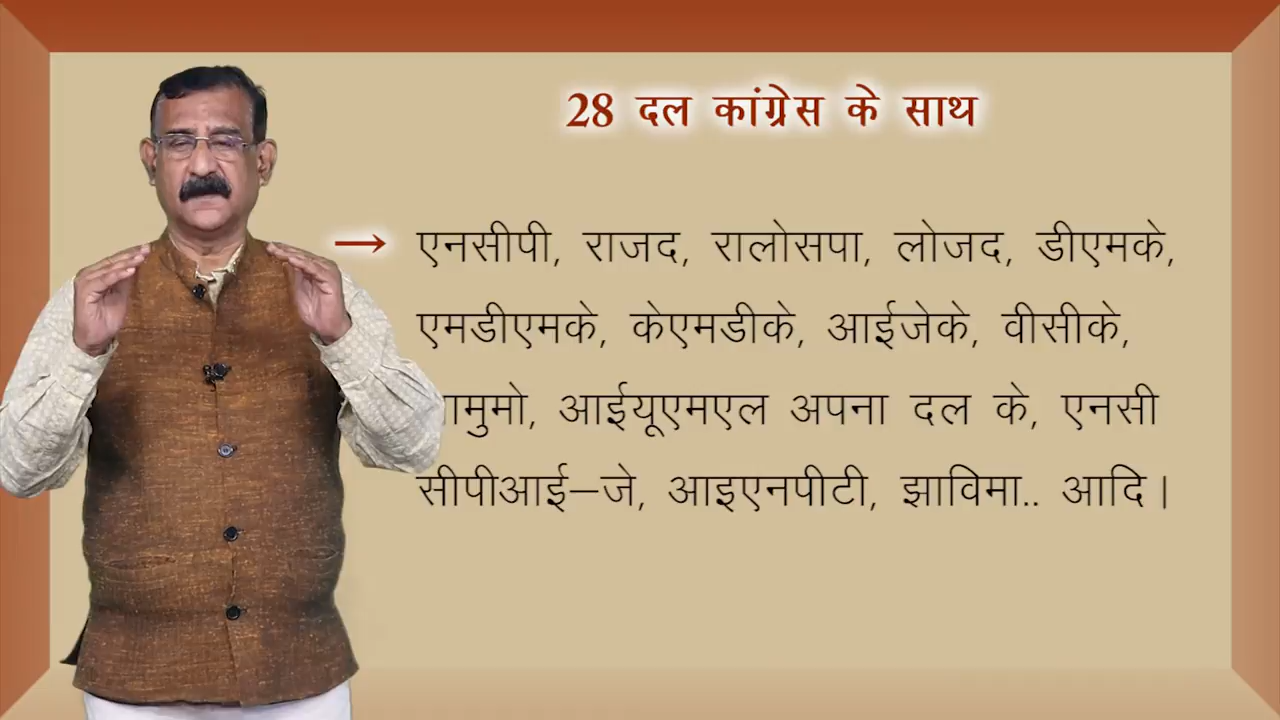 28 दल कांग्रेस के साथ
→ एनसीपी, राजद, रालोसपा, लोजद, डीएमके,
एमडीएमके, केएमडीके, आईजेके, वीसीके,
आईयूएमएल अपना दल के, एनसी
सीपीआई–जे, आइएनपीटी, झाविमा.. आदि।